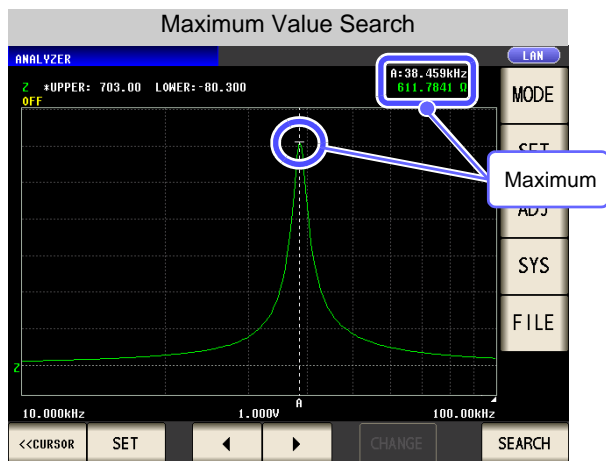 Maximum Value Search
ANALYZER
LAN
Z *UPPER: 703.00 LOWER:-80.300
OFF
A:38.459kHz
611.7841 Ω
MODE
SET
Maximum
ADJ
SYS
FILE
Z
A
10.000kHz 1.000V 100.00kHz
<<CURSOR SET CHANGE SEARCH